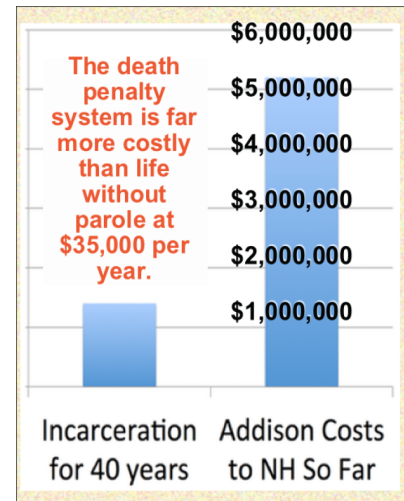 The death
penalty
system is far
more costly
than life
without
parole at
$35,000 per
year.
$6,000,000
$5,000,000
$4,000,000
$3,000,000
$2,000,000
$1,000,000
Incarceration
for 40 years
Addison Costs
to NH So Far